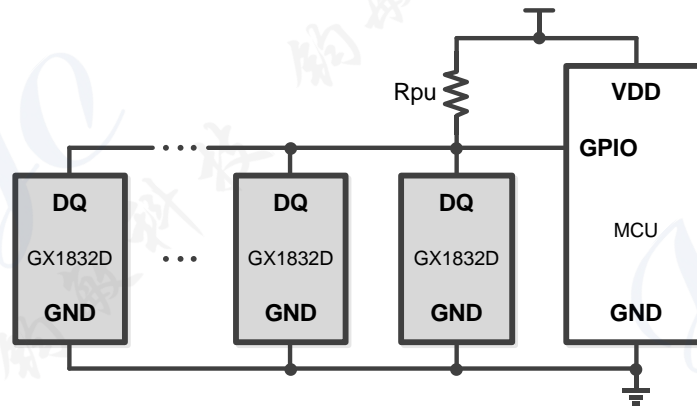 Rpu
VDD
GPIO
MCU
GND
DQ
GX1832D
GND
DQ
GX1832D
GND
DQ
GX1832D
GND